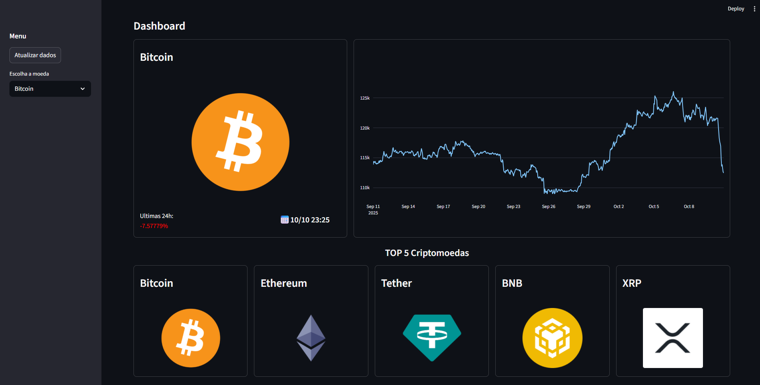 Deploy
Menu
Atualizar dados
Escolha a moeda
Bitcoin
Dashboard
Bitcoin
Ultimas 24h:
-7.57779%
10/10 23:25
125k
120k
115k
110k
Sep 11 Sep 14 Sep 17 Sep 20 Sep 23 Sep 26 Sep 29 Oct 2 Oct 5 Oct 8
2025
TOP 5 Criptomoedas
Bitcoin Ethereum Tether BNB XRP